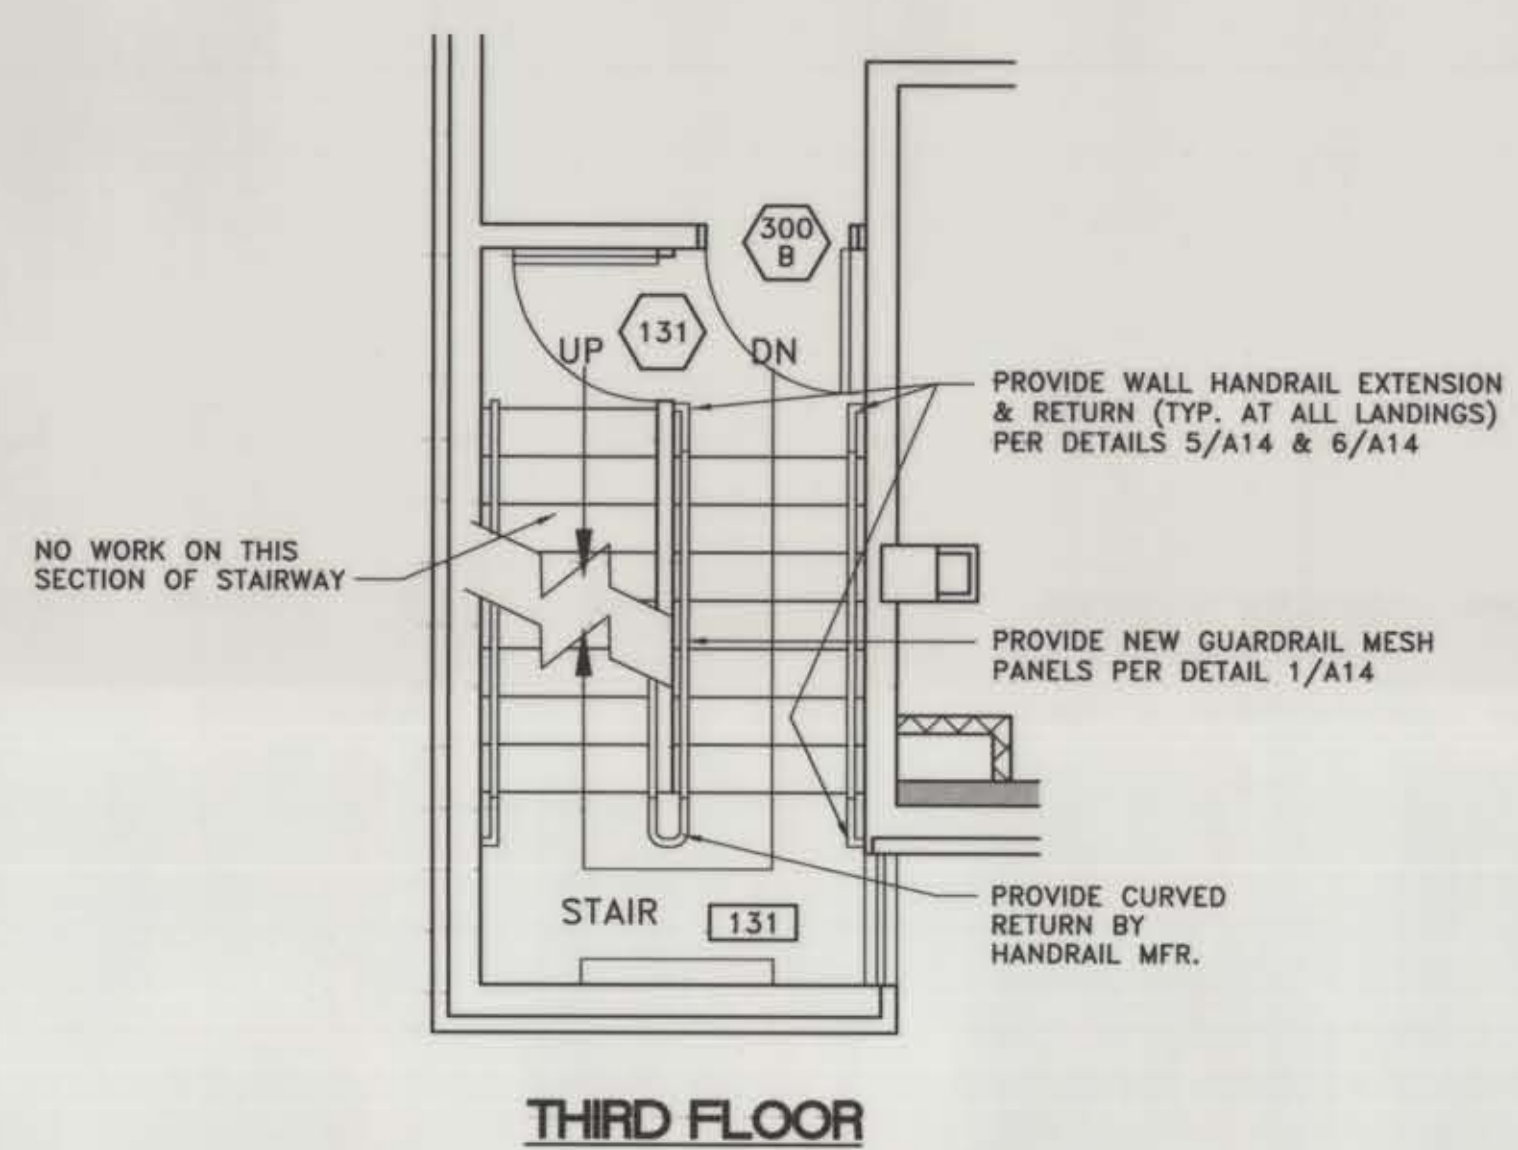 300
B
131
UP
DN
PROVIDE WALL HANDRAIL EXTENSION
& RETURN (TYP. AT ALL LANDINGS)
PER DETAILS 5/A14 & 6/A14
NO WORK ON THIS
SECTION OF STAIRWAY
PROVIDE NEW GUARDRAIL MESH
PANELS PER DETAIL 1/A14
PROVIDE CURVED
RETURN BY
HANDRAIL MFR.
STAIR
131
THIRD FLOOR